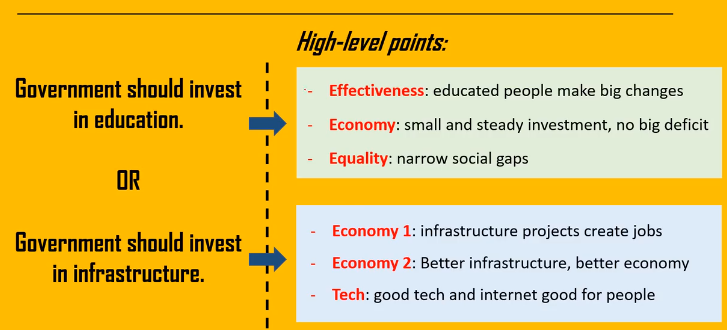 High-level points:
Government should invest
in education.
- Effectiveness: educated people make big changes
- Economy: small and steady investment, no big deficit
- Equality: narrow social gaps
OR
Government should invest
in infrastructure.
- Economy 1: infrastructure projects create jobs
- Economy 2: Better infrastructure, better economy
- Tech: good tech and internet good for people